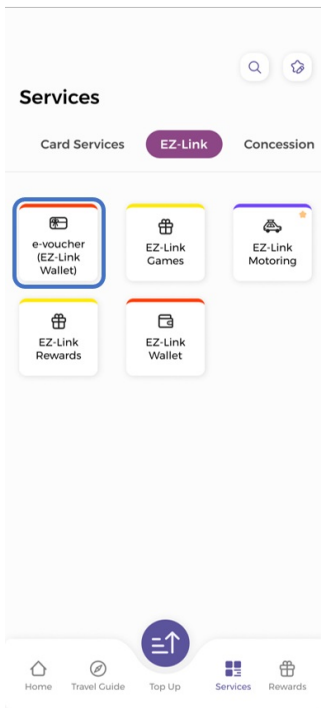 Services
Card Services EZ-Link Concession
e-voucher
(EZ-Link
Wallet)
EZ-Link
Games
EZ-Link
Motoring
EZ-Link
Rewards
EZ-Link
Wallet
Home Travel Guide Top Up Services Rewards